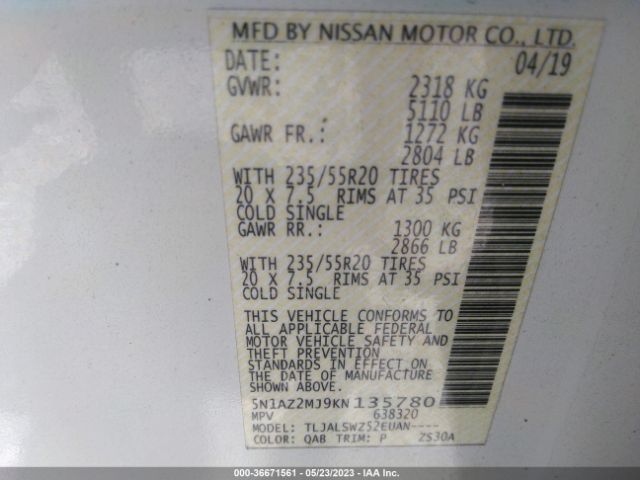 MFD BY NISSAN MOTOR CO., LTD.
DATE: 04/19
GVWR: 2318 KG
5110 LB
GAWR FR.: 1272 KG
2804 LB
WITH 235/55R20 TIRES
20 X 7.5 RIMS AT 35 PSI
COLD SINGLE
GAWR RR.: 1300 KG
2866 LB
WITH 235/55R20 TIRES
20 X 7.5 RIMS AT 35 PSI
COLD SINGLE
THIS VEHICLE CONFORMS TO
ALL APPLICABLE FEDERAL
MOTOR VEHICLE SAFETY AND
THEFT PREVENTION
STANDARDS IN EFFECT ON
THE DATE OF MANUFACTURE
SHOWN ABOVE.
5N1AZ2MJ9KN135780
MPV 638320
MODEL: TLJALSWZ52EUAN----
COLOR: QAB TRIM: P ZS30A
000-36671561 - 05/23/2023 - IAAI.COM